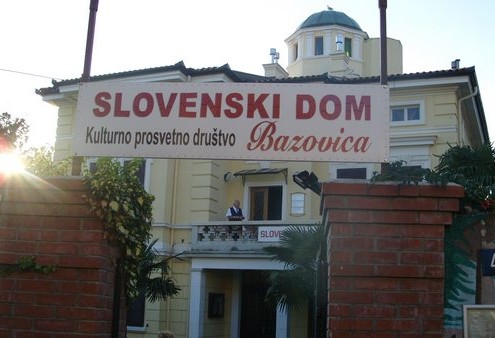 SLOVENSKI DOM
Kulturno prosvetno društvo Bazovica
SLOVE